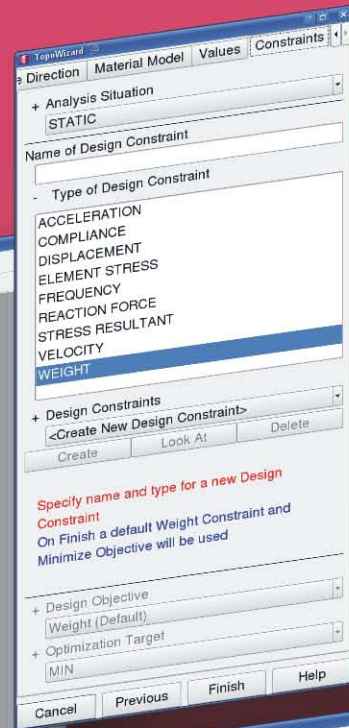 TopoWizard
e Direction
Material Model
Values
Constraints
+ Analysis Situation
STATIC
Name of Design Constraint
- Type of Design Constraint
ACCELERATION
COMPLIANCE
DISPLACEMENT
ELEMENT STRESS
FREQUENCY
REACTION FORCE
STRESS RESULTANT
VELOCITY
WEIGHT
+ Design Constraints
<Create New Design Constraint>
Create
Look At
Delete
Specify name and type for a new Design
Constraint
On Finish a default Weight Constraint and
Minimize Objective will be used
+ Design Objective
Weight (Default)
+ Optimization Target
MIN
Cancel
Previous
Finish
Help